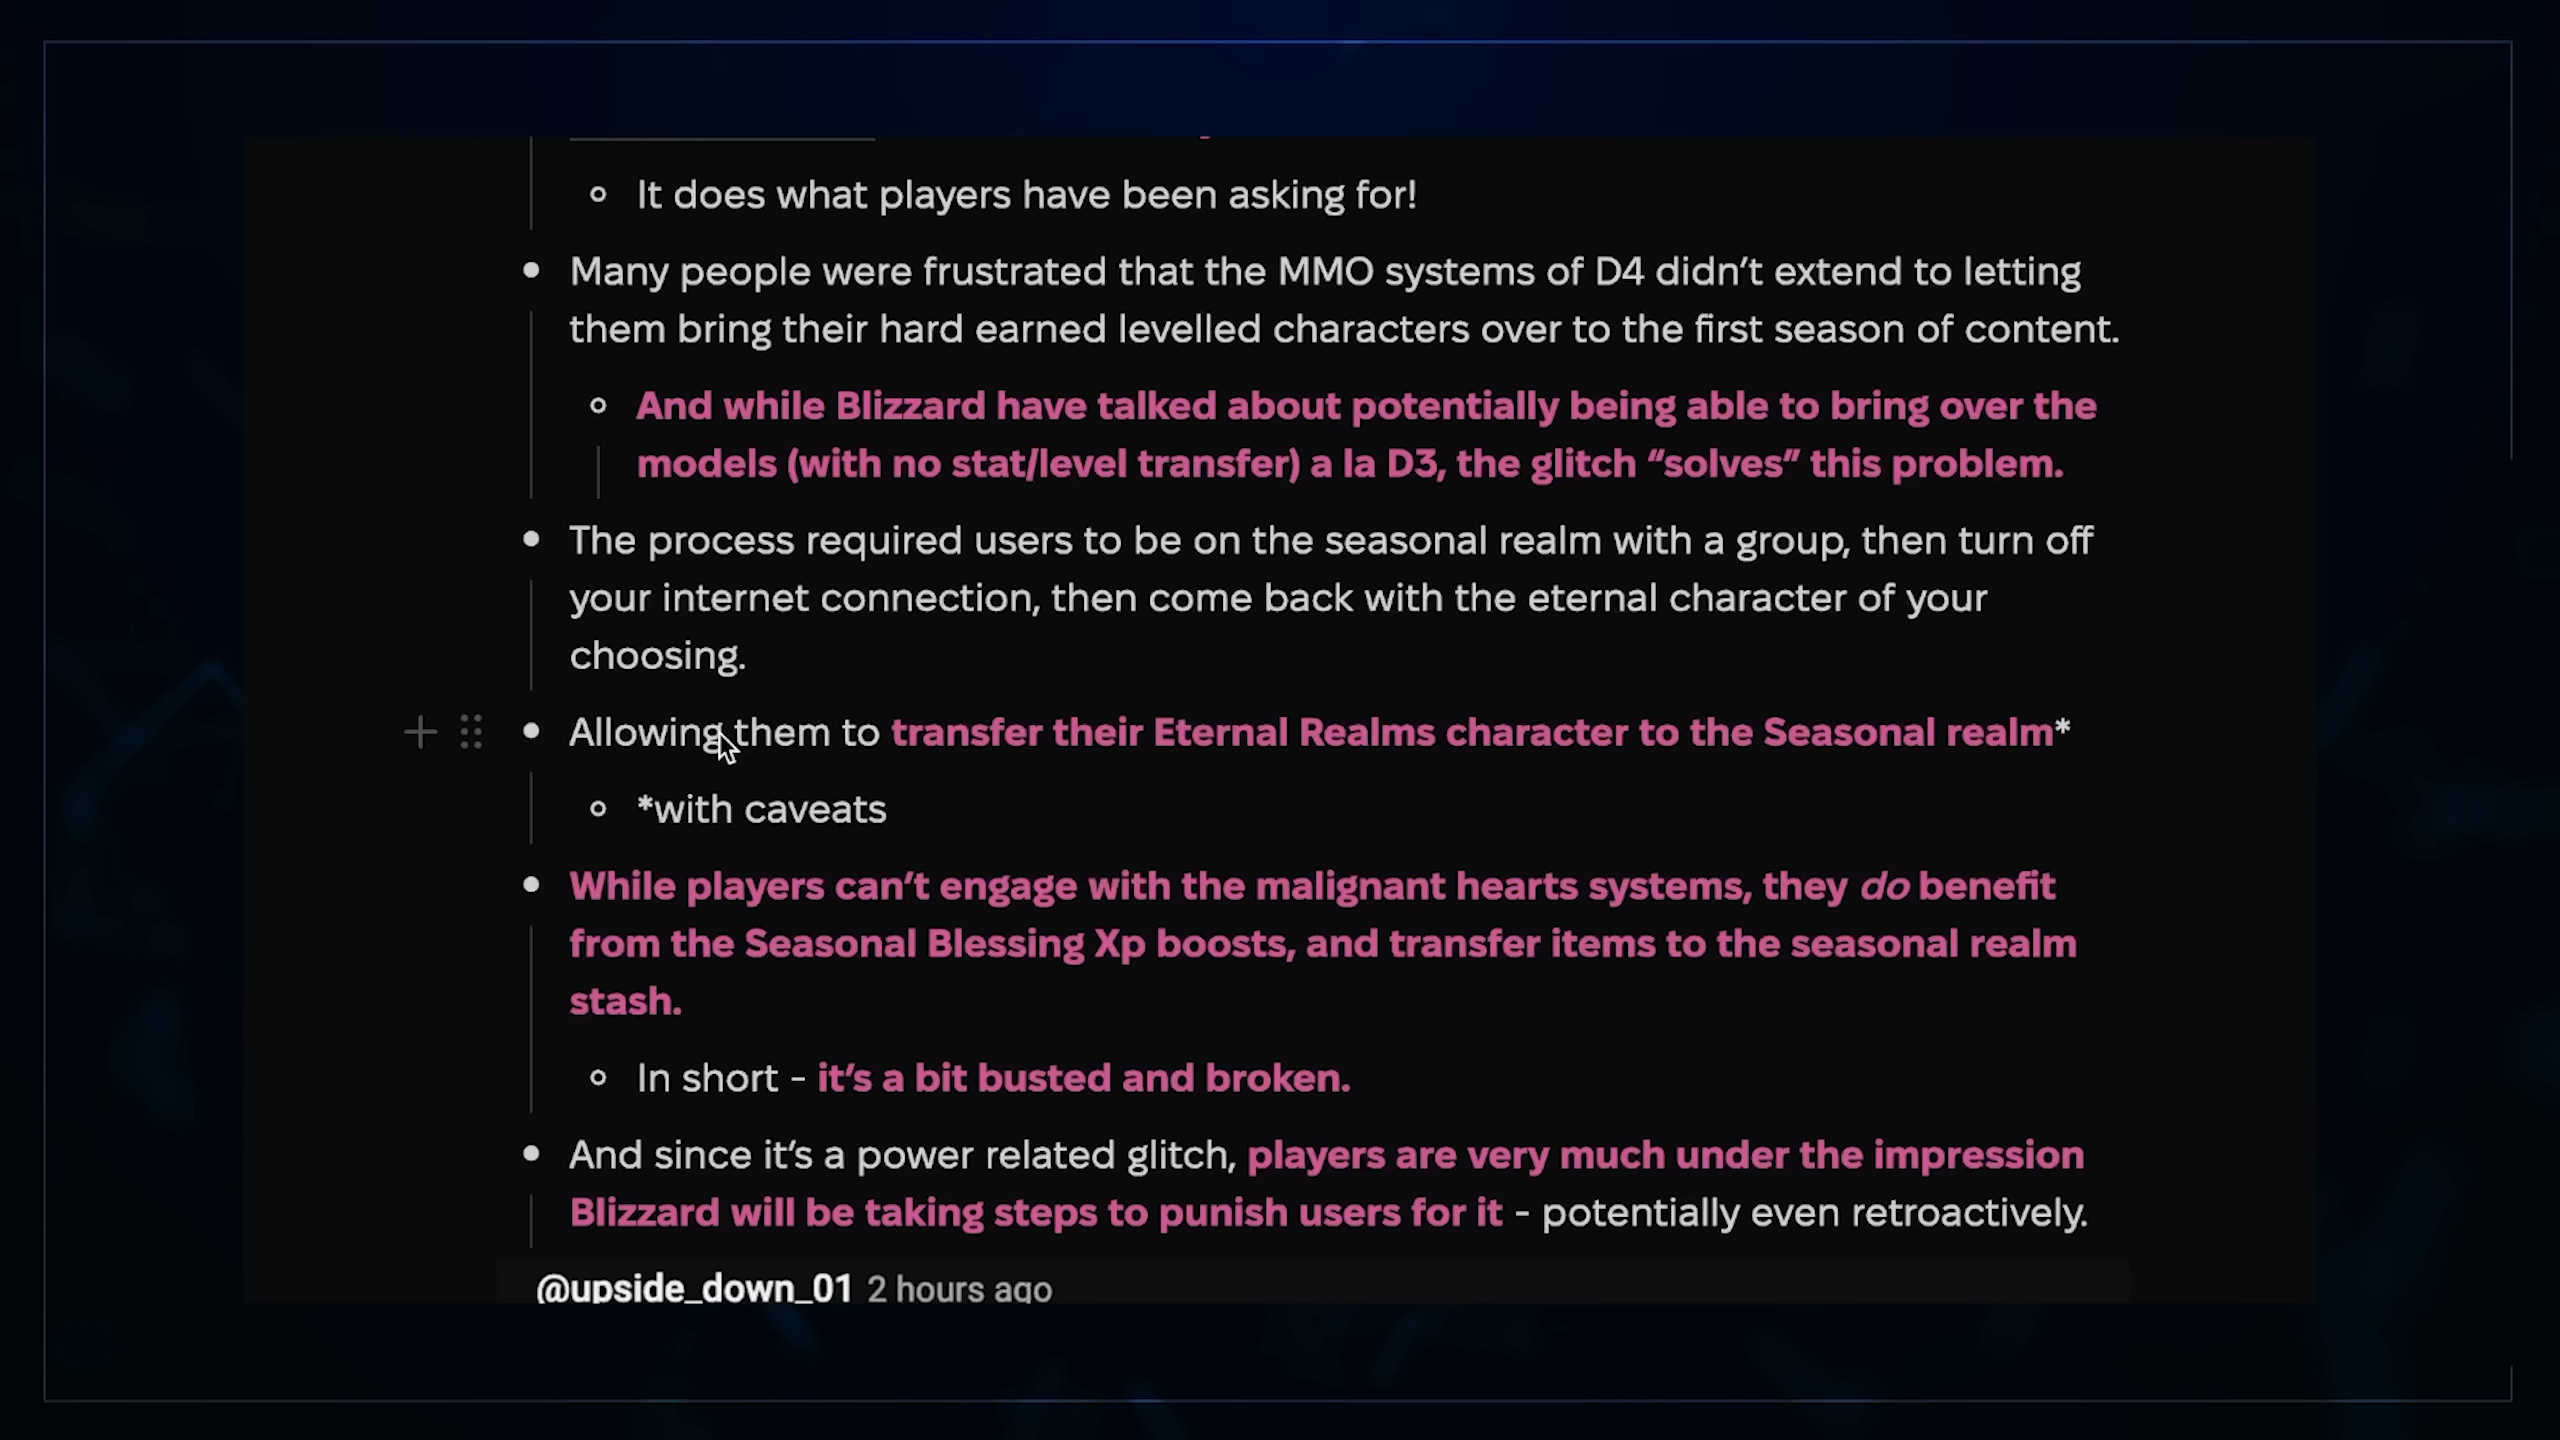 It does what players have been asking for!
Many people were frustrated that the MMO systems of D4 didn’t extend to letting
them bring their hard earned levelled characters over to the first season of content.
And while Blizzard have talked about potentially being able to bring over the
models (with no stat/level transfer) a la D3, the glitch “solves” this problem.
The process required users to be on the seasonal realm with a group, then turn off
your internet connection, then come back with the eternal character of your
choosing.
Allowing them to transfer their Eternal Realms character to the Seasonal realm*
*with caveats
While players can’t engage with the malignant hearts systems, they do benefit
from the Seasonal Blessing Xp boosts, and transfer items to the seasonal realm
stash.
In short - it’s a bit busted and broken.
And since it’s a power related glitch, players are very much under the impression
Blizzard will be taking steps to punish users for it - potentially even retroactively.
@upside_down_01 2 hours ago